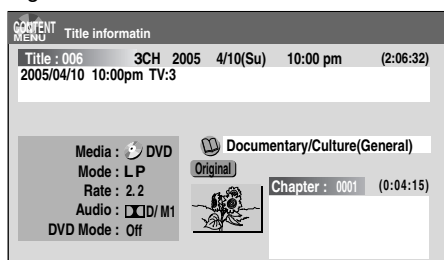 CONTENT MENU Title informatin
Title : 006 3CH 2005 4/10(Su) 10:00 pm (2:06:32)
2005/04/10 10:00pm TV:3
Media : DVD
Mode : LP
Rate : 2.2
Audio : D/M1
DVD Mode : Off
Documentary/Culture(General)
Original
Chapter : 0001 (0:04:15)